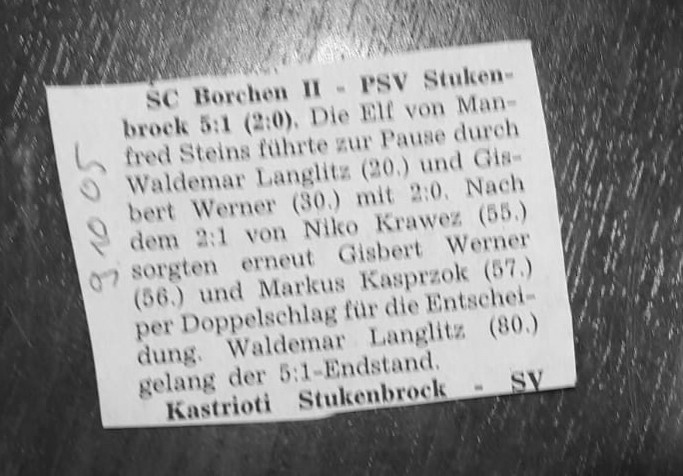 SC Borchen II - PSV Stuken-
brock 5:1 (2:0). Die Elf von Man-
fred Steins führte zur Pause durch
Waldemar Langlitz (20.) und Gis-
bert Werner (30.) mit 2:0. Nach
dem 2:1 von Niko Krawez (55.)
sorgten erneut Gisbert Werner
(56.) und Markus Kasprzok (57.)
per Doppelschlag für die Entschei-
dung. Waldemar Langlitz (80.)
gelang der 5:1-Endstand.
Kastrioti Stukenbrock - SV
9 10 05